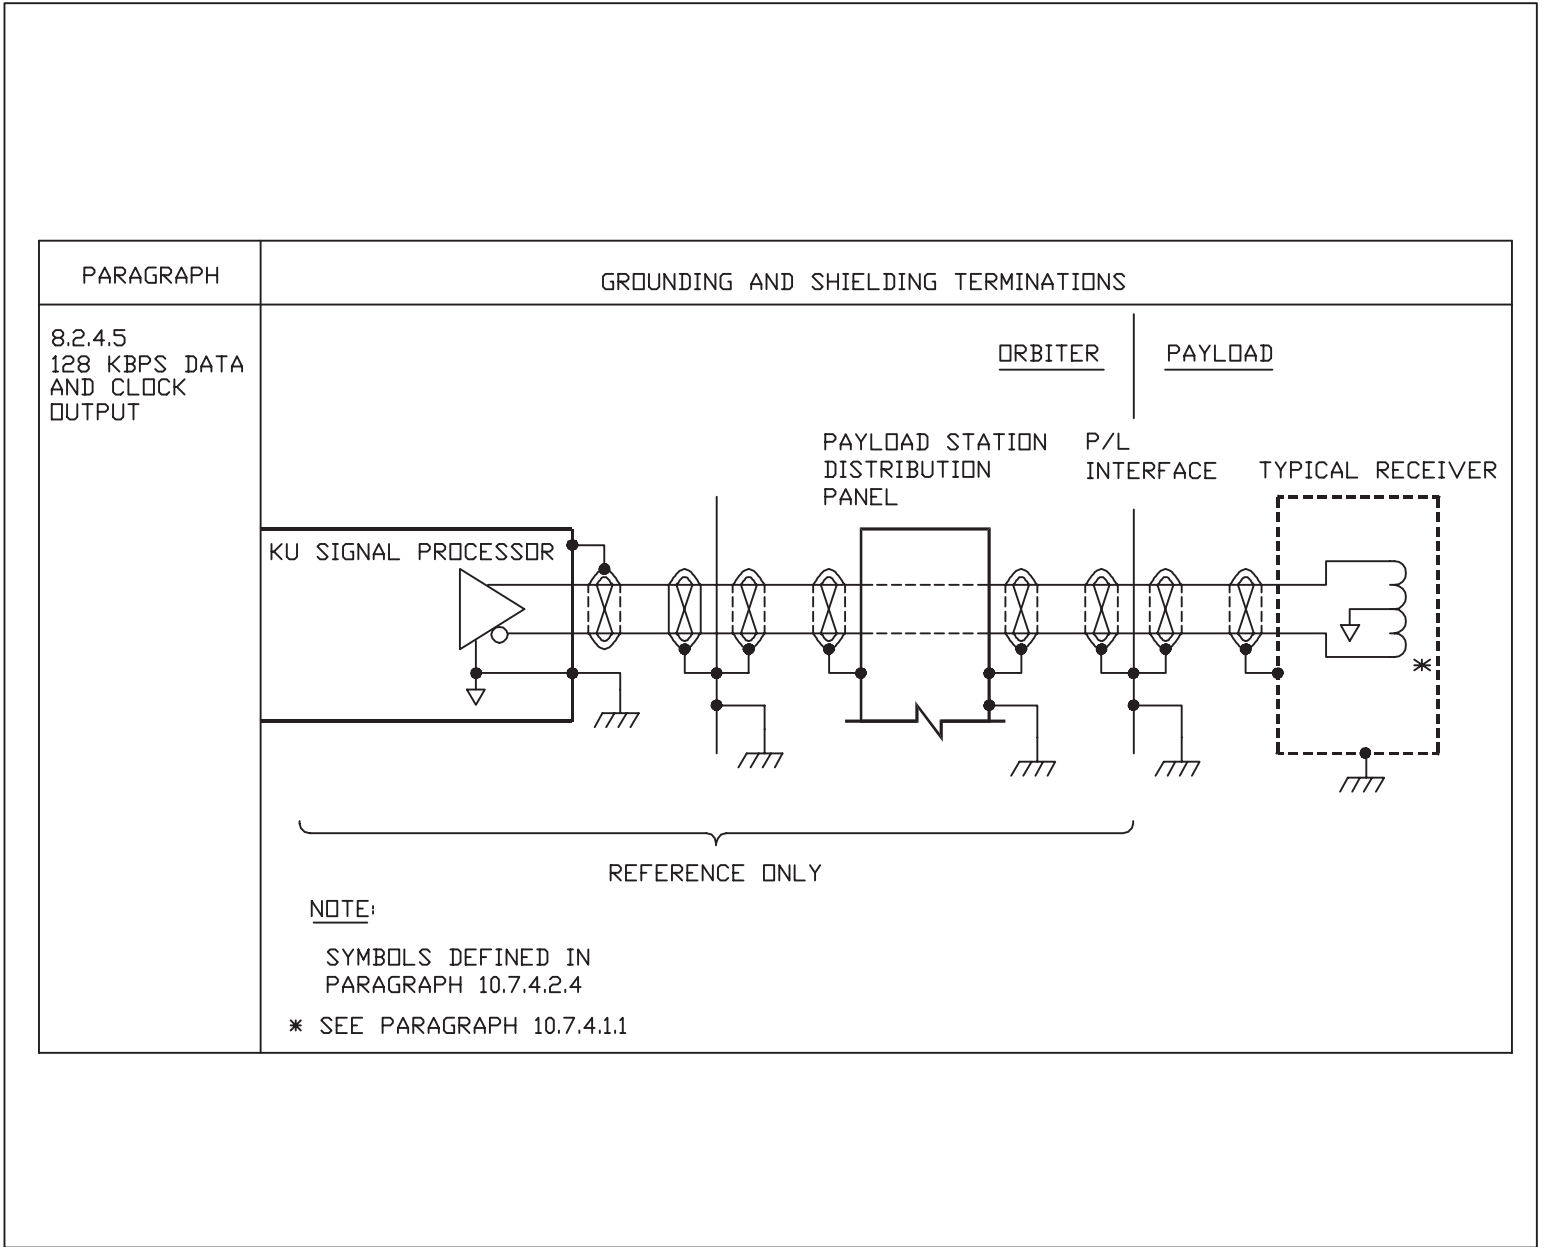 PARAGRAPH
GROUNDING AND SHIELDING TERMINATIONS
8.2.4.5
128 KBPS DATA
AND CLOCK
OUTPUT
ORBITER
PAYLOAD
PAYLOAD STATION
DISTRIBUTION
PANEL
P/L
INTERFACE
TYPICAL RECEIVER
KU SIGNAL PROCESSOR
*
REFERENCE ONLY
NOTE:
SYMBOLS DEFINED IN
PARAGRAPH 10.7.4.2.4
* SEE PARAGRAPH 10.7.4.1.1